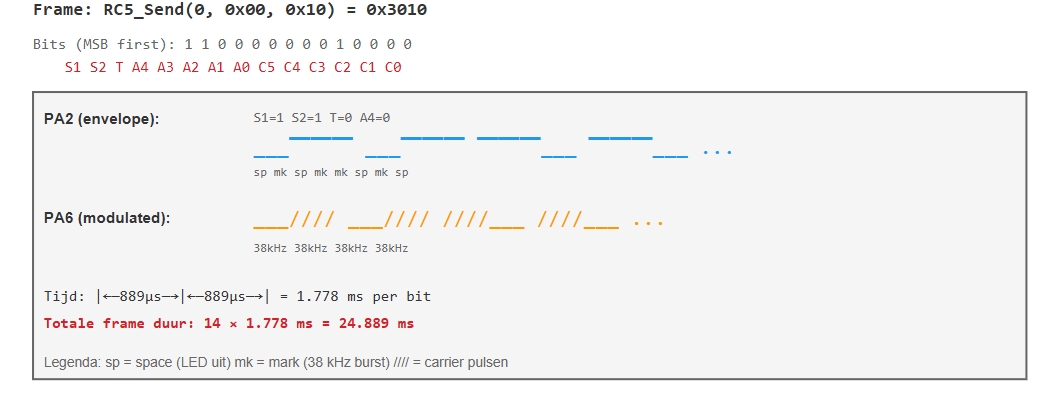 Frame: RC5_Send(0, 0x00, 0x10) = 0x3010
Bits (MSB first): 1 1 0 0 0 0 0 0 0 1 0 0 0 0
S1 S2 T A4 A3 A2 A1 A0 C5 C4 C3 C2 C1 C0
PA2 (envelope): S1=1 S2=1 T=0 A4=0
___ ___ ___ ___ ...
sp mk sp mk mk sp mk sp
PA6 (modulated): ___//// ___//// ////___ ////___ ...
38kHz 38kHz 38kHz 38kHz
Tijd: |←—889µs—→|←—889µs—→| = 1.778 ms per bit
Totale frame duur: 14 × 1.778 ms = 24.889 ms
Legenda: sp = space (LED uit) mk = mark (38 kHz burst) //// = carrier pulsen